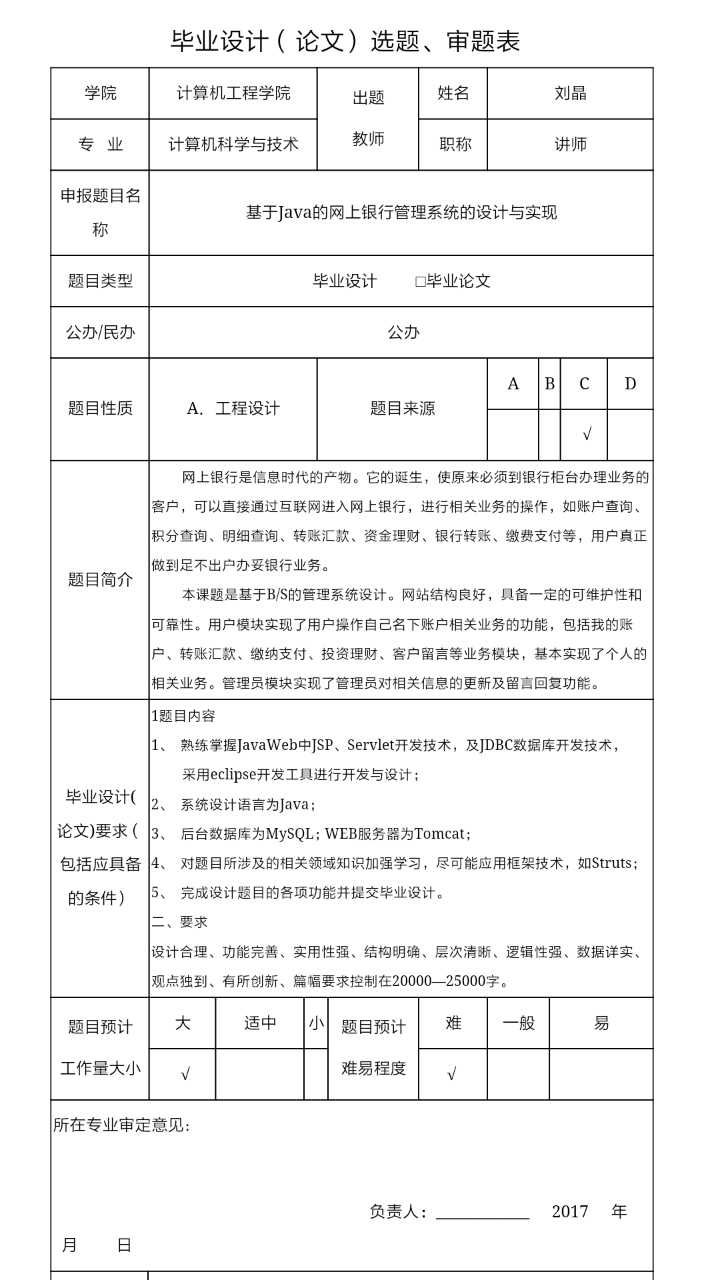 毕业设计（论文）选题、审题表
学院 计算机工程学院 出题 姓名 刘晶
专 业 计算机科学与技术 教师 职称 讲师
申报题目名
称
基于Java的网上银行管理系统的设计与实现
题目类型 毕业设计 □毕业论文
公办/民办 公办
题目性质 A．工程设计 题目来源 A B C D
√
题目简介
网上银行是信息时代的产物。它的诞生，使原来必须到银行柜台办理业务的
客户，可以直接通过互联网进入网上银行，进行相关业务的操作，如账户查询、
积分查询、明细查询、转账汇款、资金理财、银行转账、缴费支付等，用户真正
做到足不出户办妥银行业务。
本课题是基于B/S的管理系统设计。网站结构良好，具备一定的可维护性和
可靠性。用户模块实现了用户操作自己名下账户相关业务的功能，包括我的账
户、转账汇款、缴纳支付、投资理财、客户留言等业务模块，基本实现了个人的
相关业务。管理员模块实现了管理员对相关信息的更新及留言回复功能。
毕业设计(
论文)要求（
包括应具备
的条件）
1题目内容
1、 熟练掌握JavaWeb中JSP、Servlet开发技术，及JDBC数据库开发技术，
采用eclipse开发工具进行开发与设计；
2、 系统设计语言为Java；
3、 后台数据库为MySQL；WEB服务器为Tomcat；
4、 对题目所涉及的相关领域知识加强学习，尽可能应用框架技术，如Struts；
5、 完成设计题目的各项功能并提交毕业设计。
二、要求
设计合理、功能完善、实用性强、结构明确、层次清晰、逻辑性强、数据详实、
观点独到、有所创新、篇幅要求控制在20000—25000字。
题目预计
工作量大小
大 适中 小
√
题目预计
难易程度
难 一般 易
√
所在专业审定意见：
负责人：____________ 2017 年
月 日